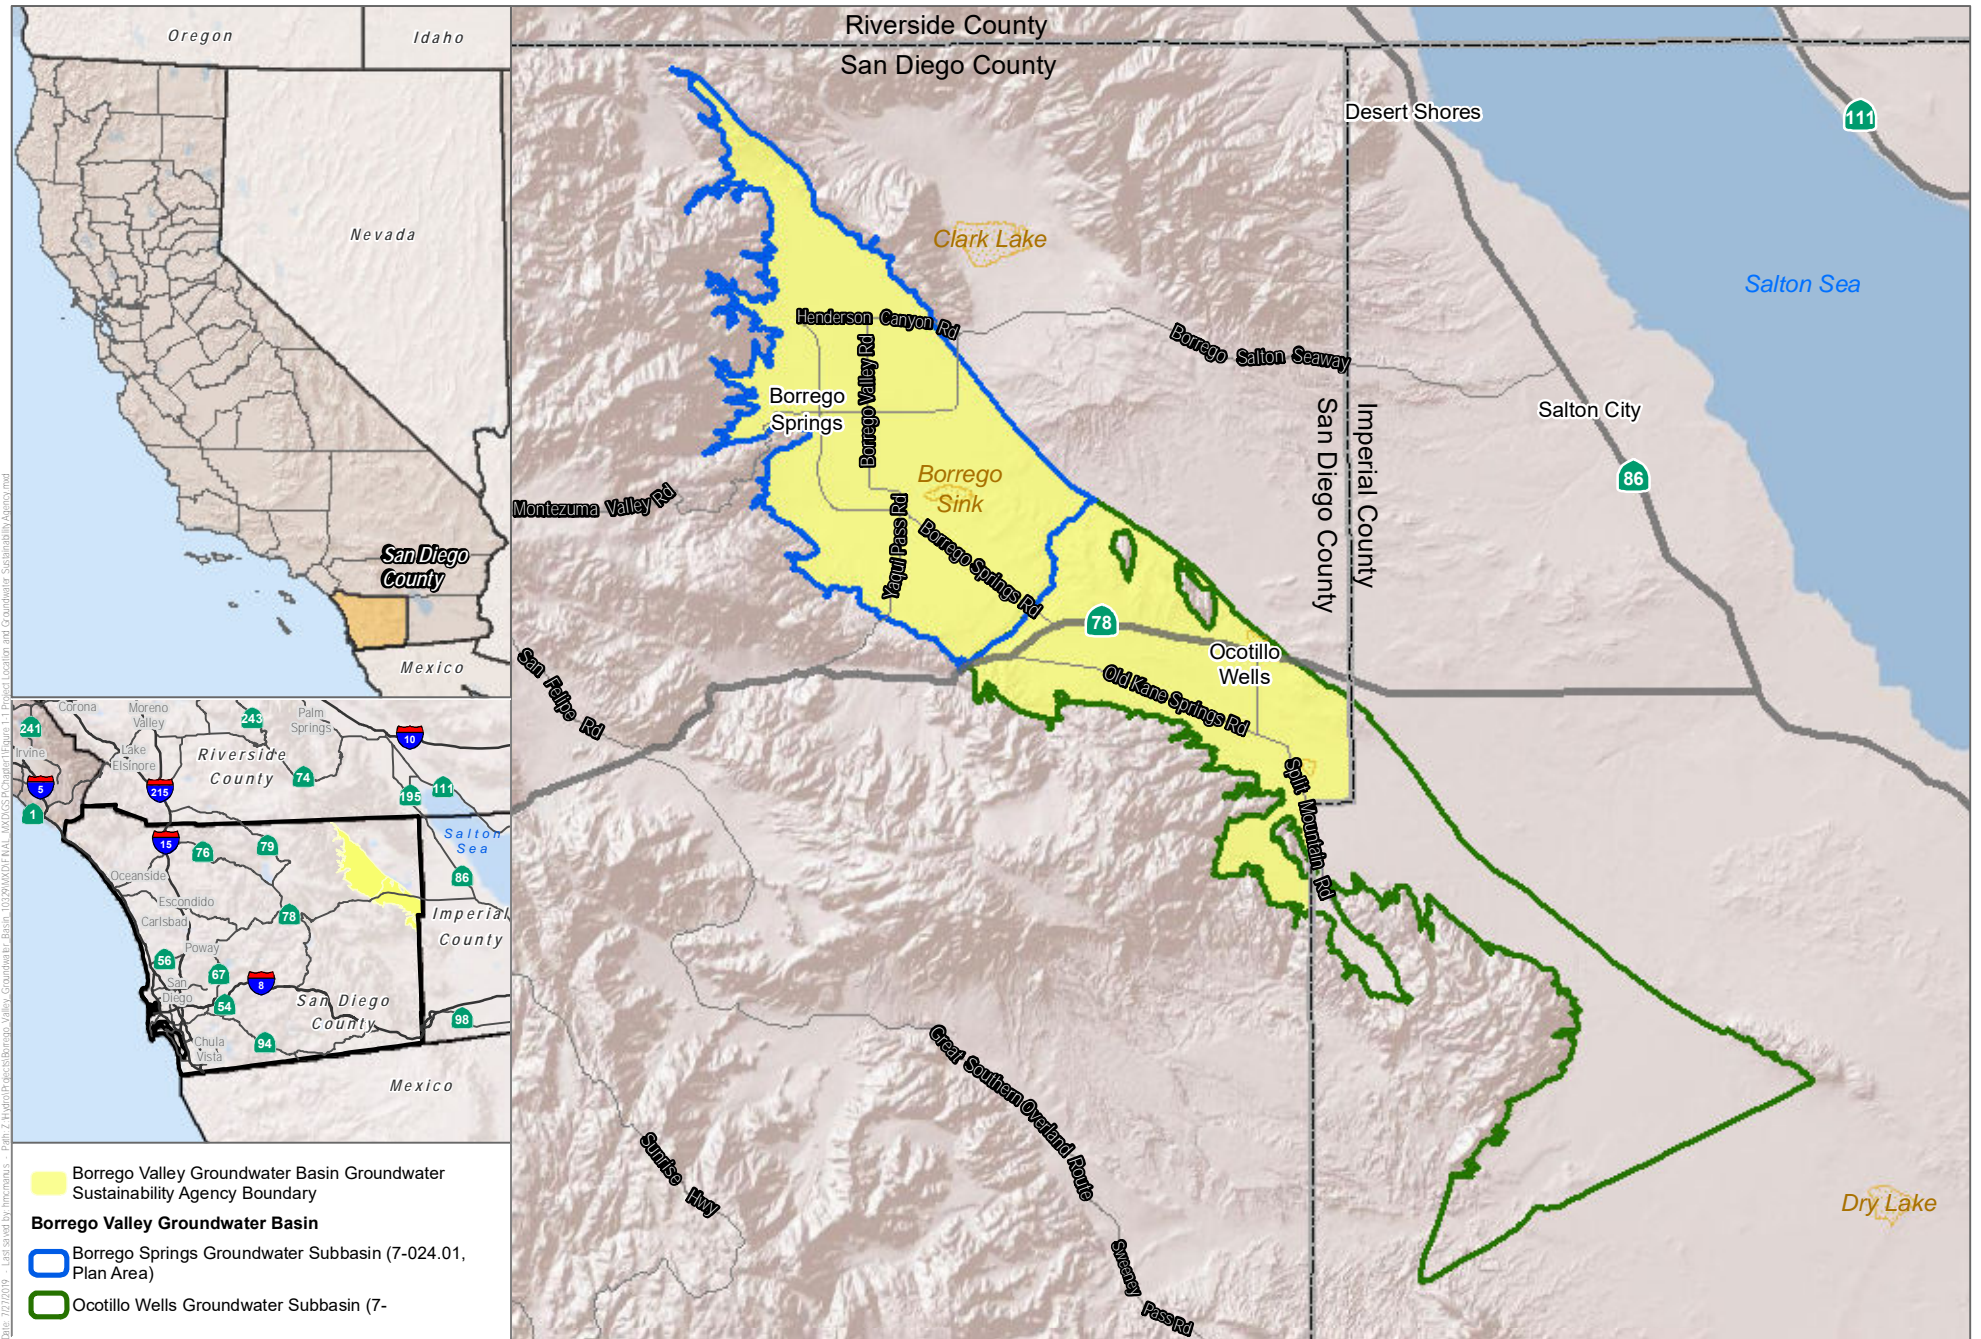 Oregon
Idaho
Nevada
San Diego
County
Mexico
Riverside County
San Diego County
Desert Shores
111
Clark Lake
Salton Sea
Henderson Canyon Rd
Borrego Valley Rd
Borrego Salton Seaway
Borrego
Springs
San Diego County
Imperial County
Salton City
86
Borrego
Sink
Montezuma Valley Rd
Yaqui Pass Rd
Borrego Springs Rd
78
Ocotillo
Wells
Old Kane Springs Rd
San Felipe Rd
Split Mountain Rd
Great Southern Overland Route
Sunrise Hwy
Sweeney Pass Rd
Dry Lake
Corona
Moreno
Valley
243
Palm
Springs
241
10
Irvine
Lake
Elsinore
Riverside
County
74
5
215
195
111
1
Salton
Sea
15
76
79
86
Oceanside
Escondido
Carlsbad
78
Imperial
County
Poway
56
67
8
San
Diego
54
San Diego
County
98
Chula
Vista
94
Mexico
Borrego Valley Groundwater Basin Groundwater
Sustainability Agency Boundary
Borrego Valley Groundwater Basin
Borrego Springs Groundwater Subbasin (7-024.01,
Plan Area)
Ocotillo Wells Groundwater Subbasin (7-